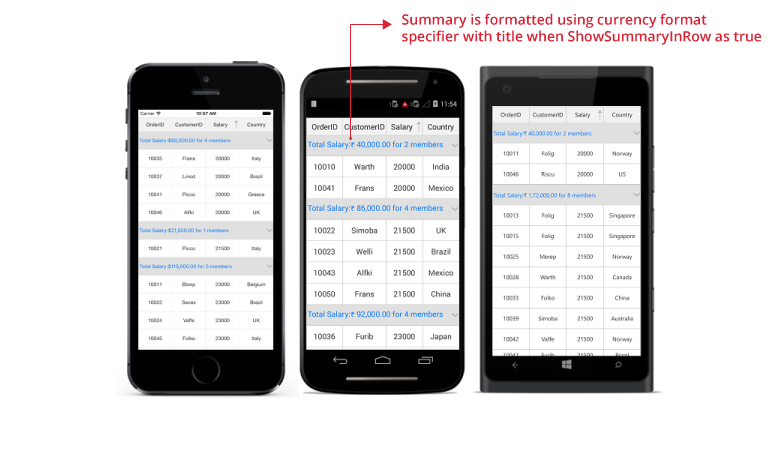 Summary is formatted using currency format
specifier with title when ShowSummaryInRow as true
Carrier 10:57 AM
OrderID CustomerID Salary Country
Total Salary:$80,000.00 for 4 members
10035 Frans 20000 Italy
10037 Linod 20000 Brazil
10041 Picco 20000 Greece
10046 Alfki 20000 UK
Total Salary:$21,500.00 for 1 members
10021 Picco 21500 Italy
Total Salary:$115,000.00 for 5 members
10011 Blonp 23000 Belgium
10022 Seves 23000 Brazil
10024 Vaffe 23000 UK
10045 Folko 23000 Italy
11:54
OrderID CustomerID Salary Country
Total Salary:₹ 40,000.00 for 2 members
10010 Warth 20000 India
10041 Frans 20000 Mexico
Total Salary:₹ 86,000.00 for 4 members
10022 Simoba 21500 UK
10023 Welli 21500 Brazil
10043 Alfki 21500 Mexico
10050 Frans 21500 China
Total Salary:₹ 92,000.00 for 4 members
10036 Furib 23000 Japan
OrderID CustomerID Salary Country
Total Salary:₹ 40,000.00 for 2 members
10011 Folig 20000 Norway
10046 Riscu 20000 US
Total Salary:₹ 1,72,000.00 for 8 members
10013 Folig 21500 Singapore
10015 Folig 21500 Singapore
10025 Merep 21500 Norway
10028 Warth 21500 Canada
10033 Folko 21500 China
10039 Simoba 21500 Australia
10042 Vaffe 21500 Norway
10047 Furib 21500 Brazil